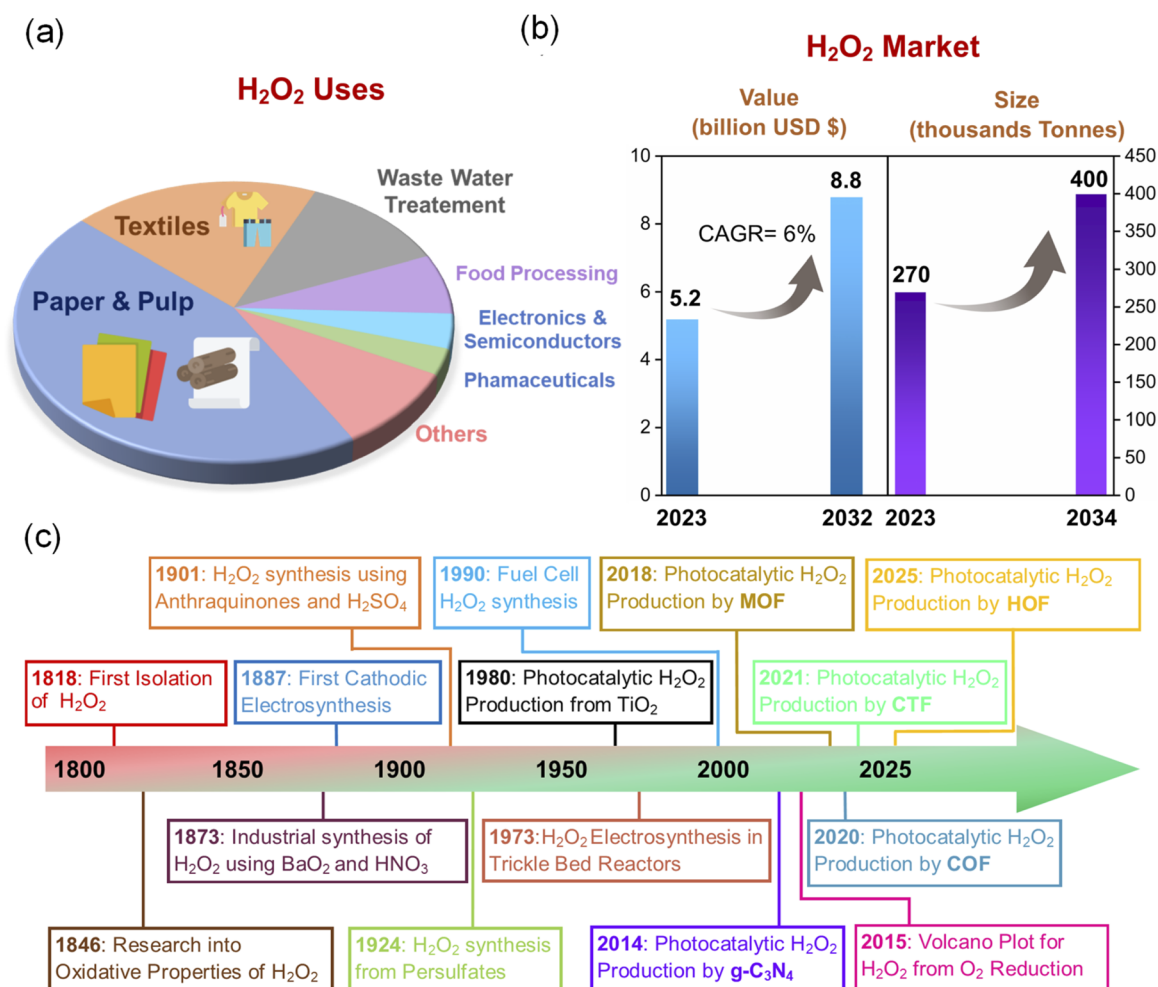 (a)
H₂O₂ Uses
Textiles
Waste Water
Treatement
Food Processing
Paper & Pulp
Electronics &
Semiconductors
Phamaceuticals
Others
(b)
H₂O₂ Market
Value
(billion USD $)
Size
(thousands Tonnes)
10
8
6
4
2
0
5.2
CAGR= 6%
8.8
270
400
450
400
350
300
250
200
150
100
50
0
2023
2032
2023
2034
(c)
1901: H₂O₂ synthesis using
Anthraquinones and H₂SO₄
1990: Fuel Cell
H₂O₂ synthesis
2018: Photocatalytic H₂O₂
Production by MOF
2025: Photocatalytic H₂O₂
Production by HOF
1818: First Isolation
of H₂O₂
1887: First Cathodic
Electrosynthesis
1980: Photocatalytic H₂O₂
Production from TiO₂
2021: Photocatalytic H₂O₂
Production by CTF
1800
1850
1900
1950
2000
2025
1873: Industrial synthesis of
H₂O₂ using BaO₂ and HNO₃
1973:H₂O₂ Electrosynthesis in
Trickle Bed Reactors
2020: Photocatalytic H₂O₂
Production by COF
1846: Research into
Oxidative Properties of H₂O₂
1924: H₂O₂ synthesis
from Persulfates
2014: Photocatalytic H₂O₂
Production by g-C₃N₄
2015: Volcano Plot for
H₂O₂ from O₂ Reduction